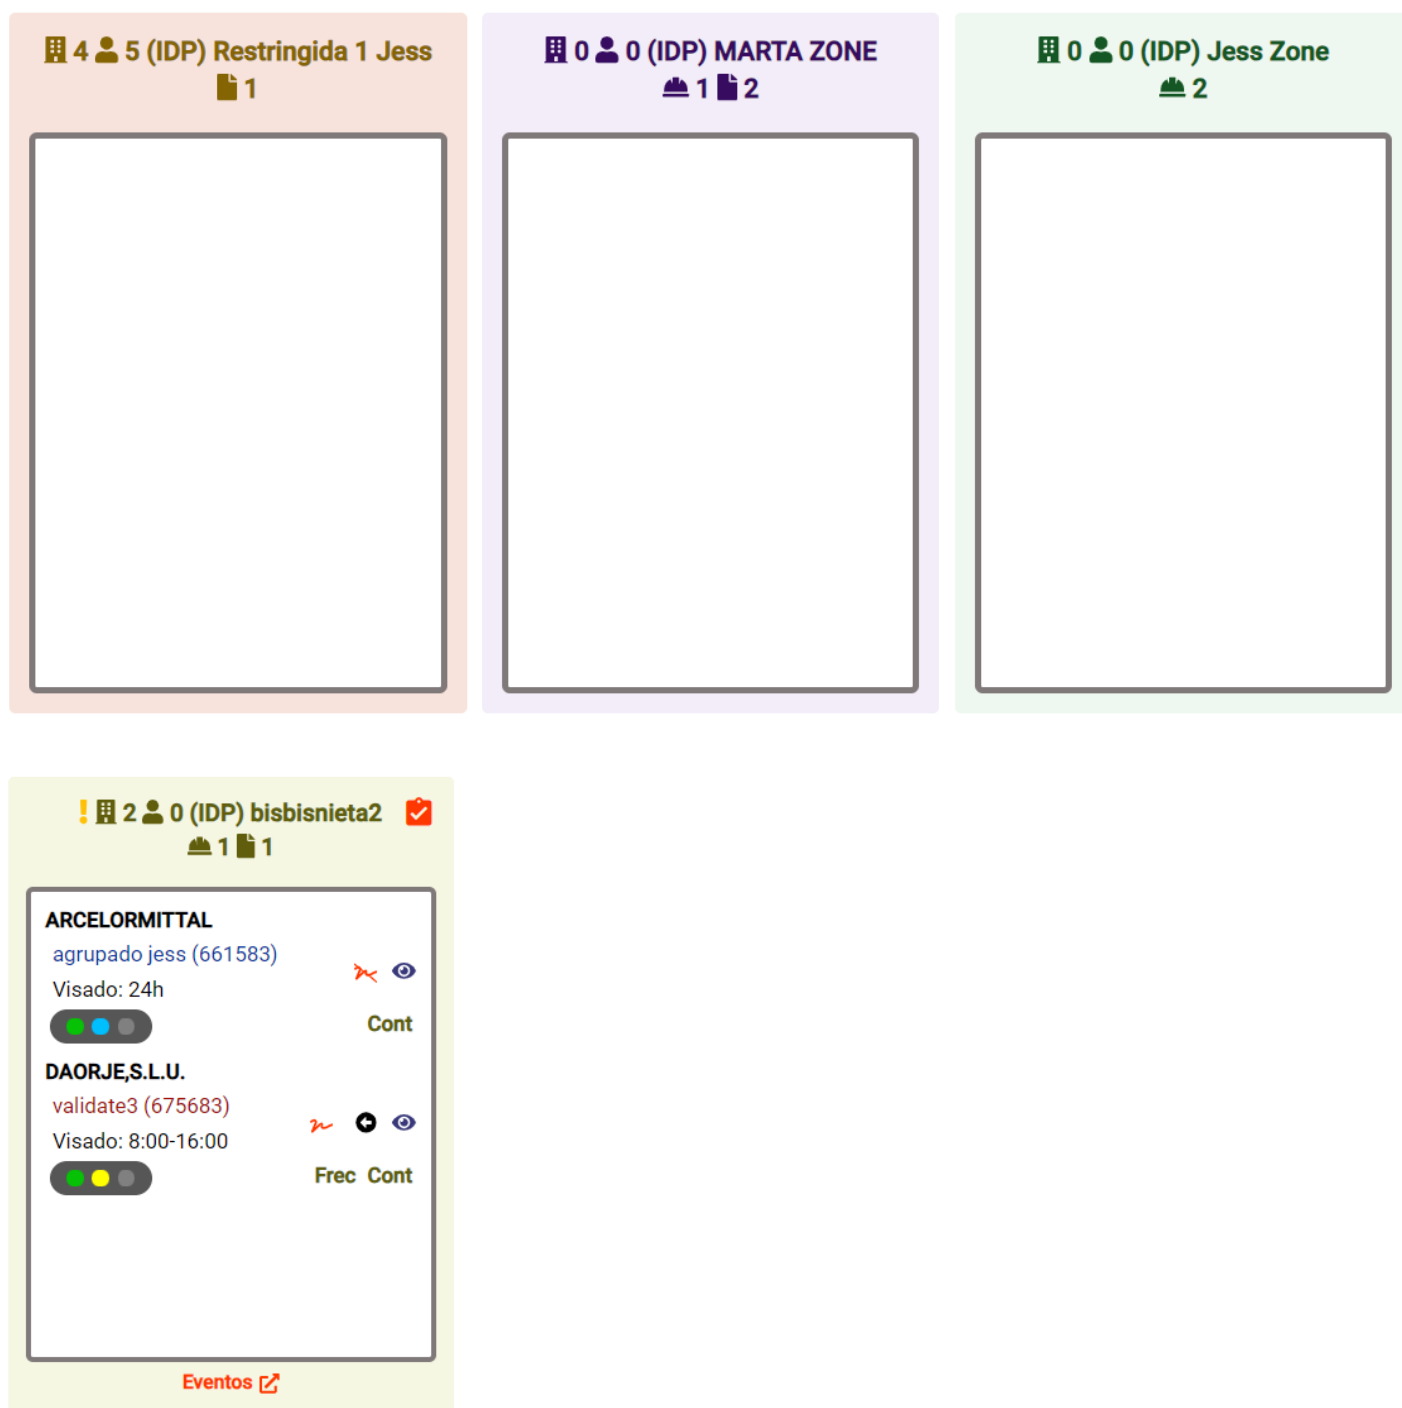 4 5 (IDP) Restringida 1 Jess
1
0 0 (IDP) MARTA ZONE
1 2
0 0 (IDP) Jess Zone
2
! 2 0 (IDP) bisbisnieta2
1 1
ARCELORMITTAL
agrupado jess (661583)
Visado: 24h
Cont
DAORJE,S.L.U.
validate3 (675683)
Visado: 8:00-16:00
Frec Cont
Eventos